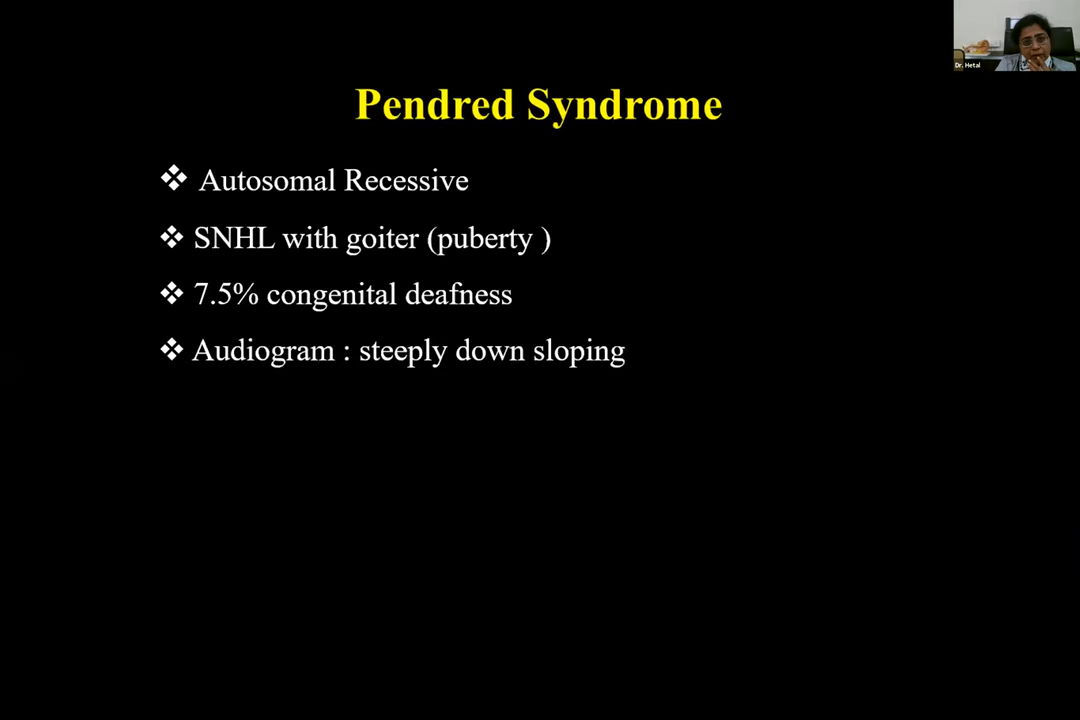 Dr. Hetal
Pendred Syndrome
❖ Autosomal Recessive
❖ SNHL with goiter (puberty )
❖ 7.5% congenital deafness
❖ Audiogram : steeply down sloping